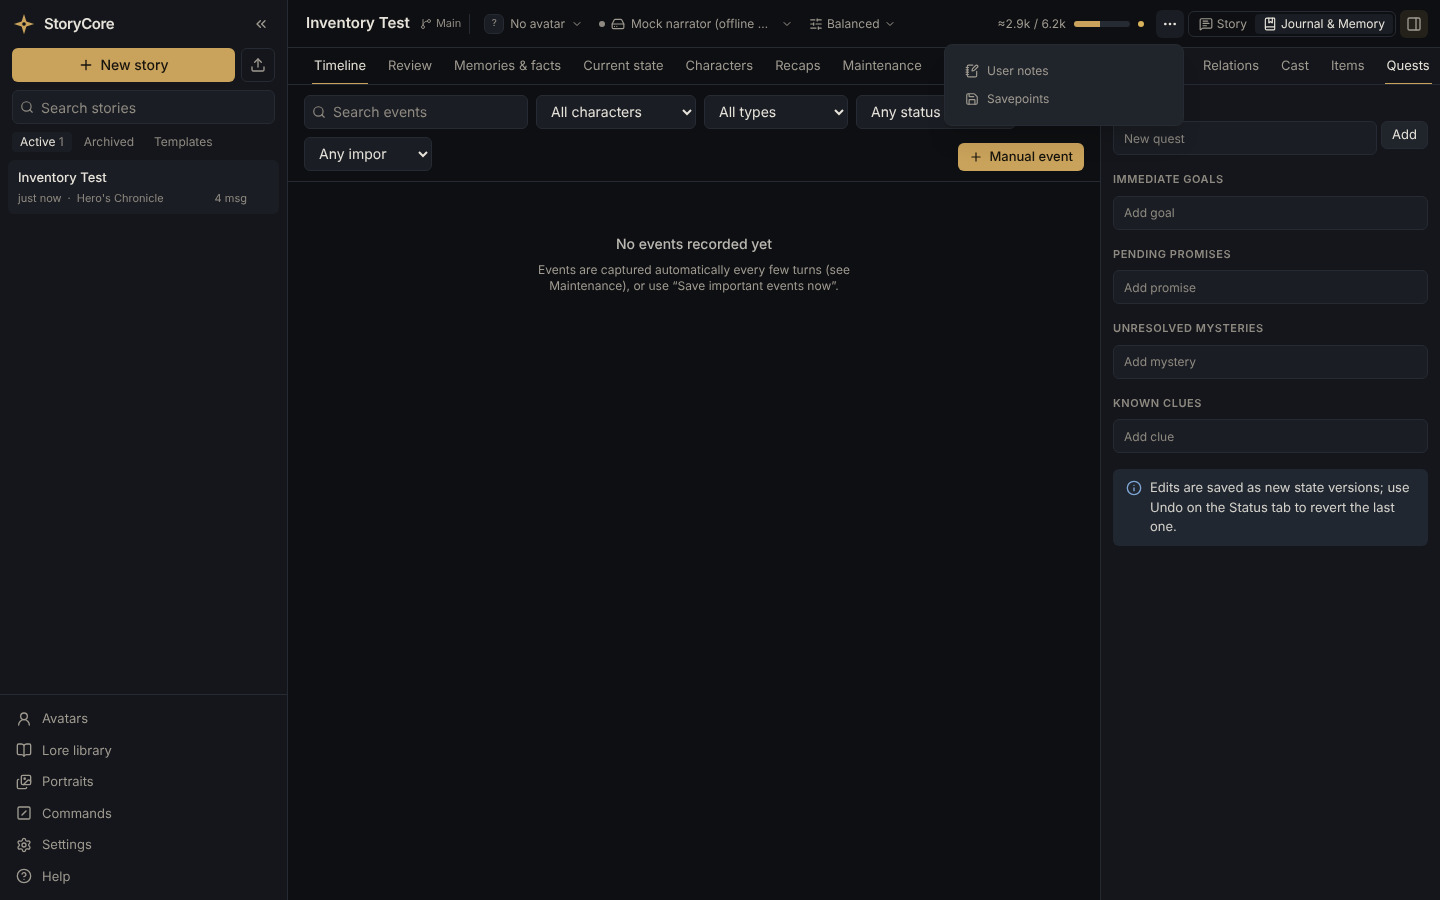 StoryCore
New story
Search stories
Active 1 Archived Templates
Inventory Test
just now · Hero's Chronicle 4 msg
Avatars
Lore library
Portraits
Commands
Settings
Help
Inventory Test Main ? No avatar Mock narrator (offline ... Balanced ≈2.9k / 6.2k Story Journal & Memory
Timeline Review Memories & facts Current state Characters Recaps Maintenance
User notes
Savepoints
Search events All characters All types Any status
Any impor Manual event
No events recorded yet
Events are captured automatically every few turns (see
Maintenance), or use “Save important events now”.
Relations Cast Items Quests
New quest Add
IMMEDIATE GOALS
Add goal
PENDING PROMISES
Add promise
UNRESOLVED MYSTERIES
Add mystery
KNOWN CLUES
Add clue
Edits are saved as new state versions; use
Undo on the Status tab to revert the last
one.